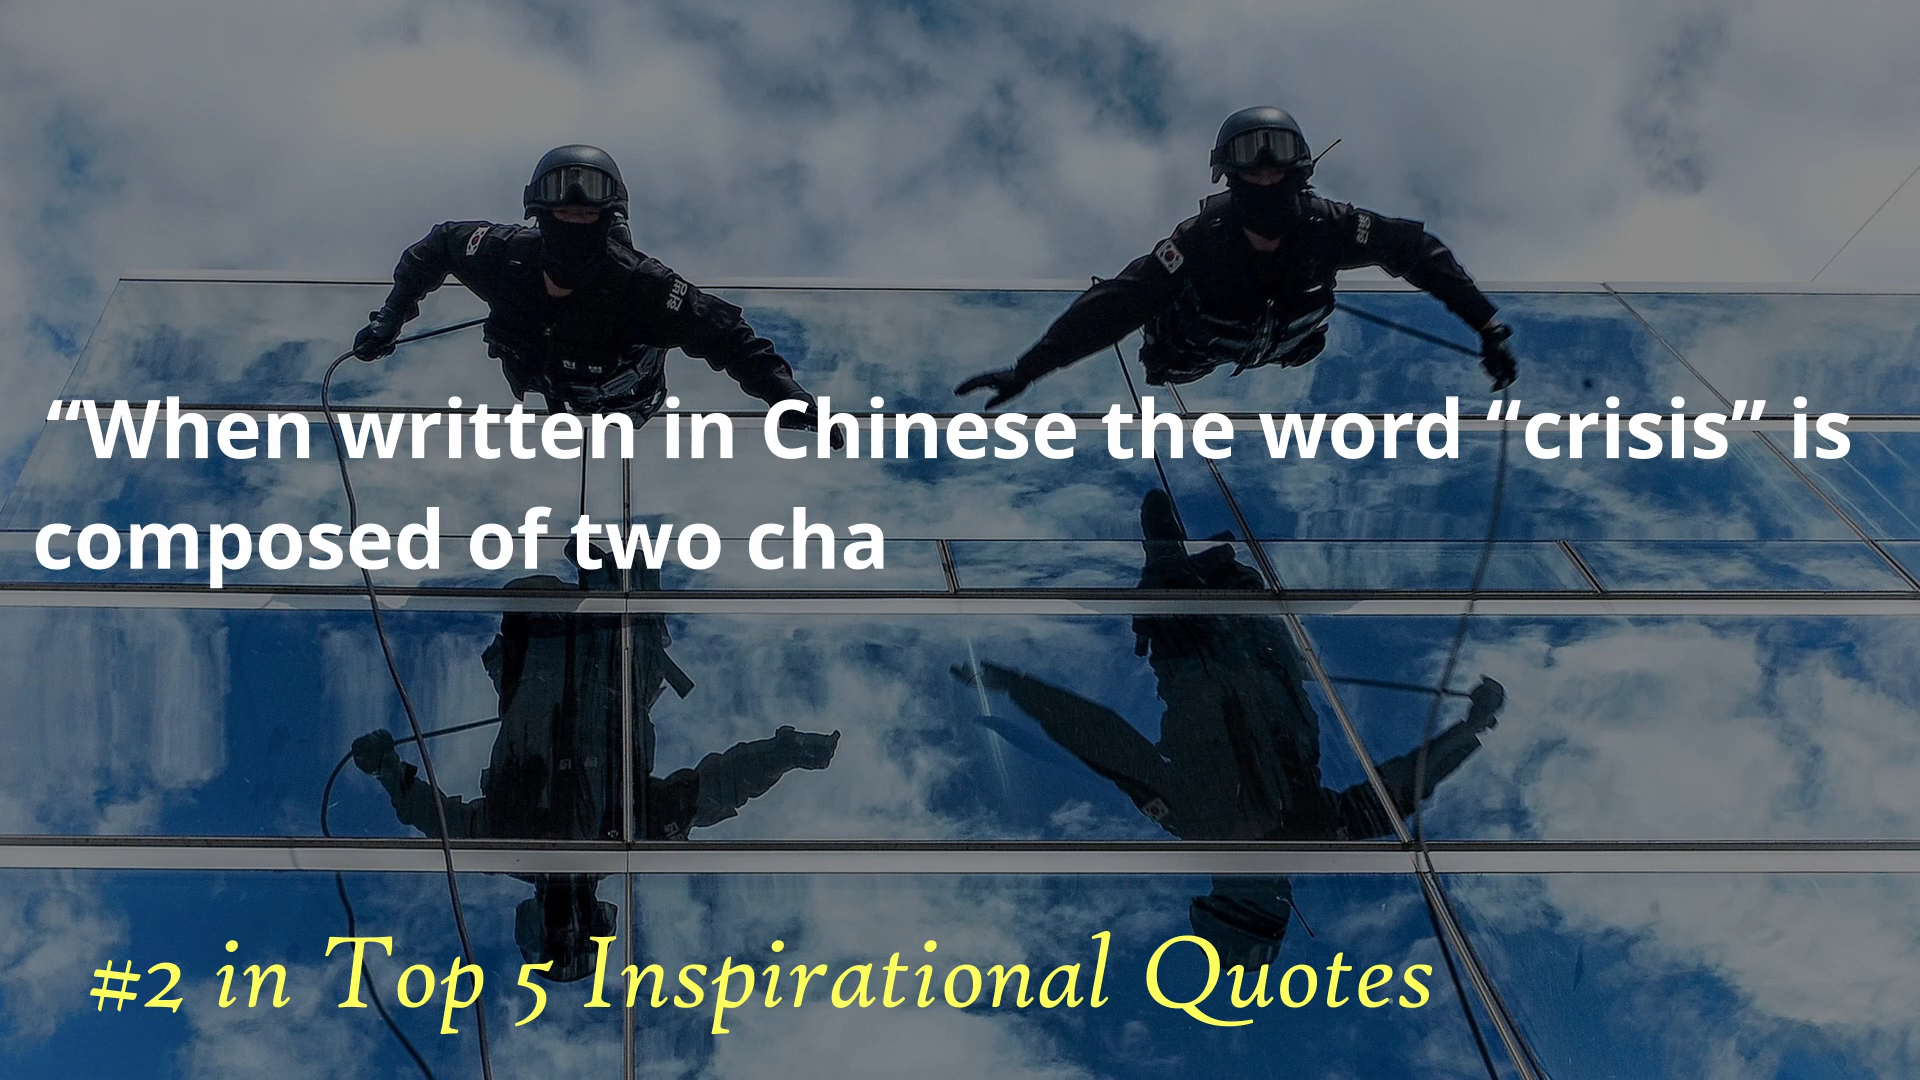 “When written in Chinese the word “crisis” is
composed of two cha
#2 in Top 5 Inspirational Quotes